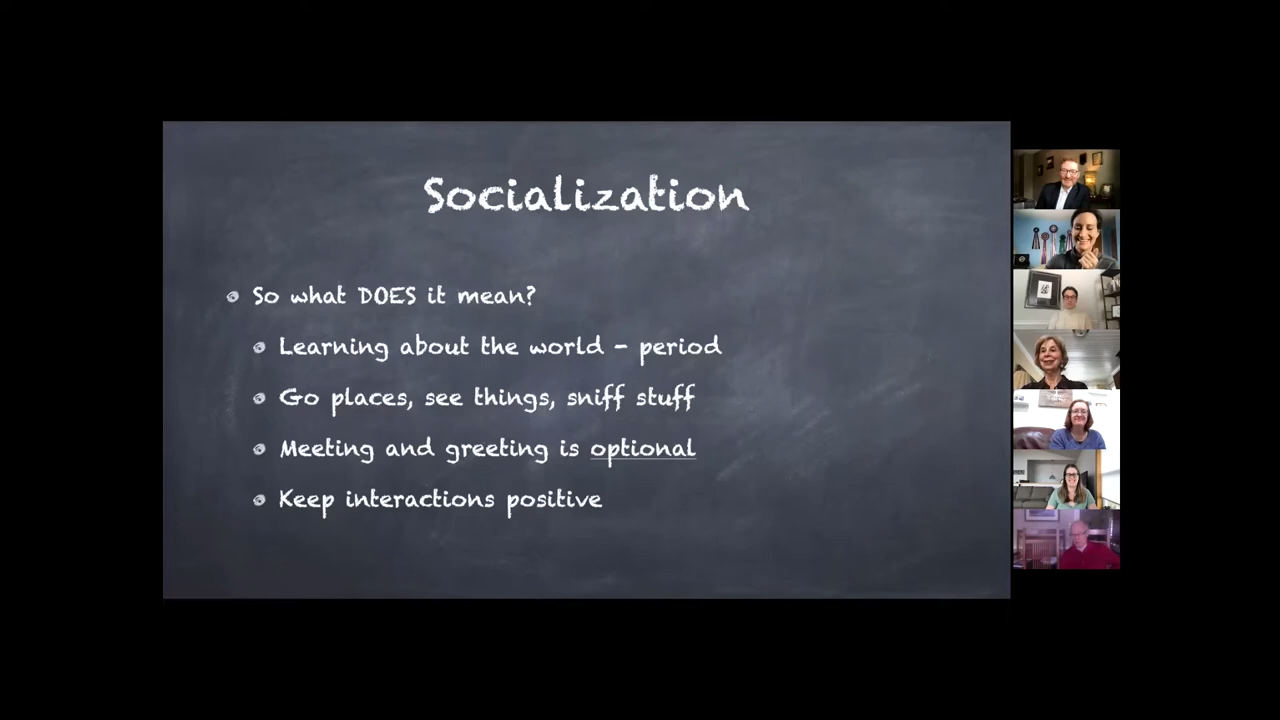 Socialization
So what DOES it mean?
Learning about the world - period
Go places, see things, sniff stuff
Meeting and greeting is optional
Keep interactions positive